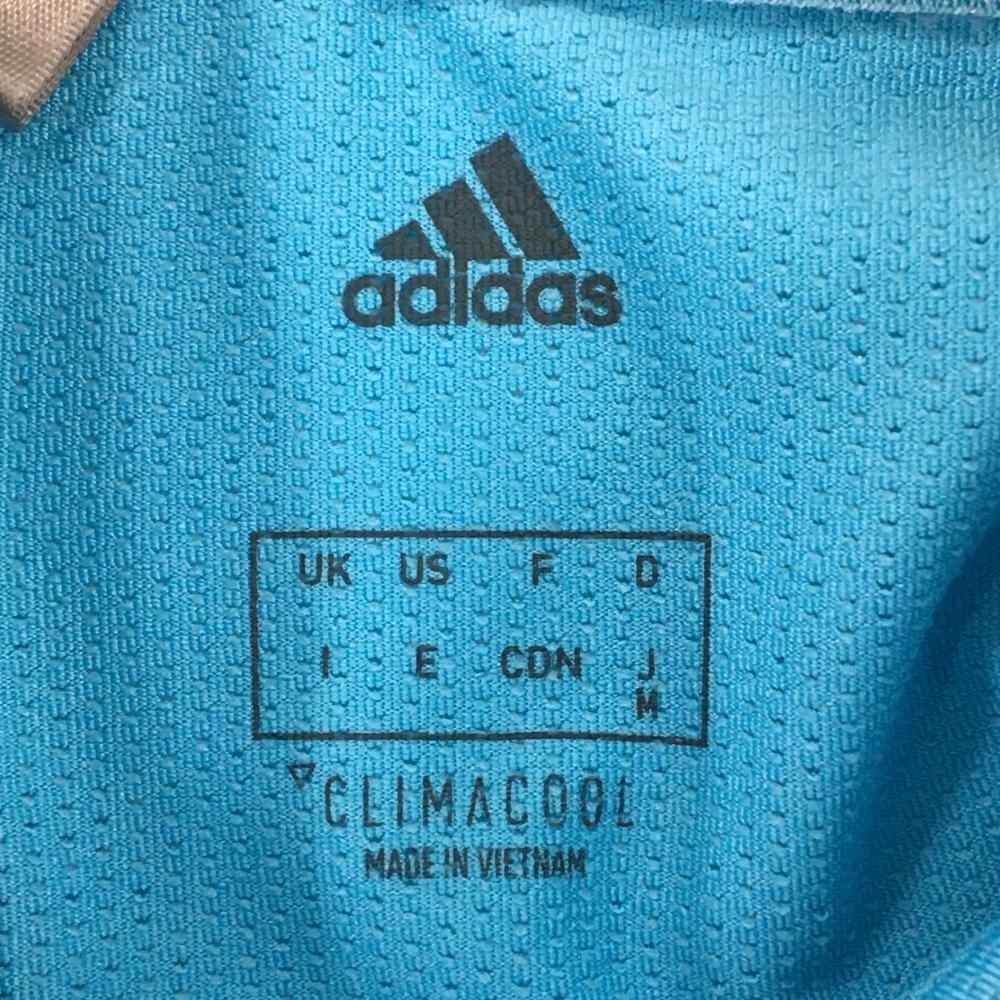 adidas
UK US F D
I E CDN J
M
CLIMACOOL
MADE IN VIETNAM